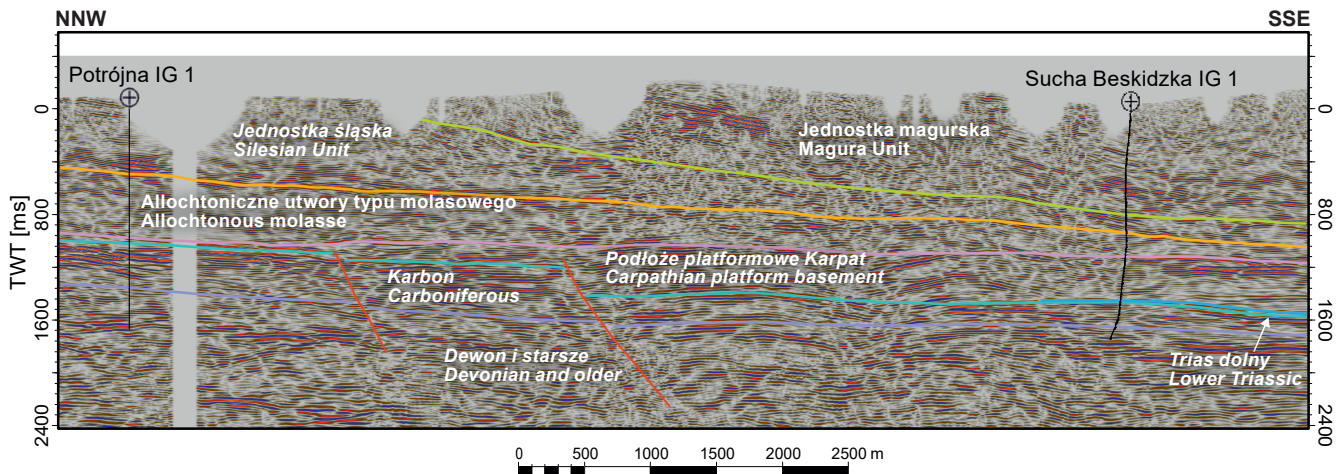 NNW
SSE
Potrójna IG 1
Sucha Beskidzka IG 1
Jednostka śląska
Silesian Unit
Jednostka magurska
Magura Unit
Allochtoniczne utwory typu molasowego
Allochtonous molasse
Podłoże platformowe Karpat
Carpathian platform basement
Karbon
Carboniferous
Dewon i starsze
Devonian and older
Trias dolny
Lower Triassic
TWT [ms]
0
800
1600
2400
0
800
1600
2400
0 500 1000 1500 2000 2500 m